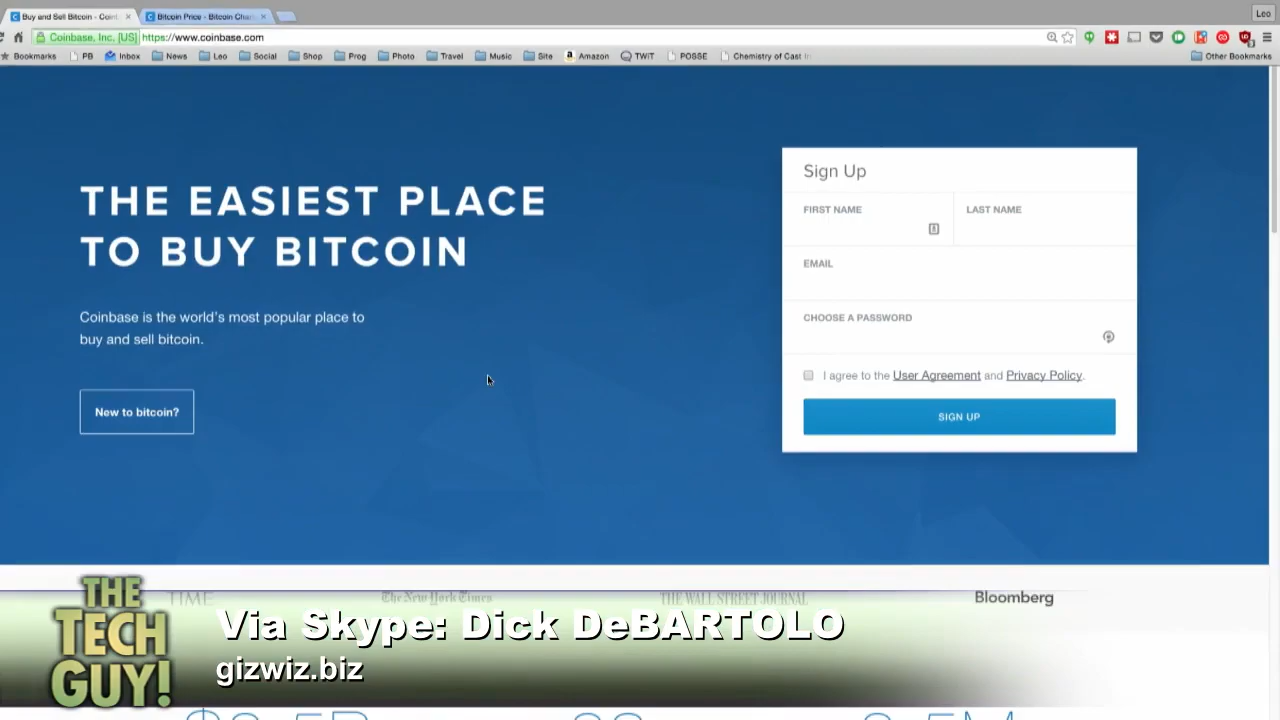 Buy and Sell Bitcoin - Coin
Bitcoin Price - Bitcoin Char
Leo
Coinbase, Inc. [US] https://www.coinbase.com
Bookmarks PB Inbox News Leo Social Shop Prog Photo Travel Music Site Amazon TWiT POSSE Chemistry of Cast Ir Other Bookmarks
THE EASIEST PLACE
TO BUY BITCOIN
Coinbase is the world's most popular place to
buy and sell bitcoin.
New to bitcoin?
Sign Up
FIRST NAME LAST NAME
EMAIL
CHOOSE A PASSWORD
I agree to the User Agreement and Privacy Policy.
SIGN UP
TIME The New York Times THE WALL STREET JOURNAL Bloomberg
THE
TECH
GUY!
Via Skype: Dick DeBARTOLO
gizwiz.biz